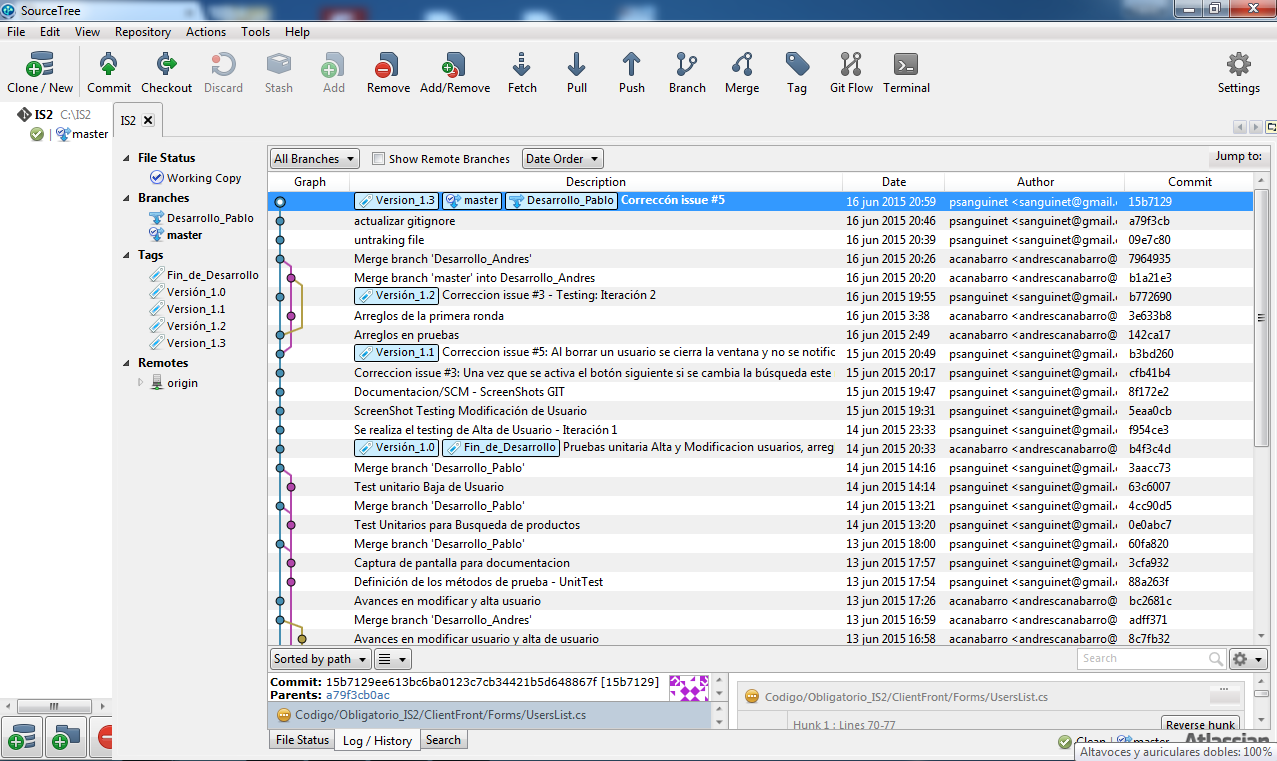 SourceTree
File Edit View Repository Actions Tools Help
Clone / New Commit Checkout Discard Stash Add Remove Add/Remove Fetch Pull Push Branch Merge Tag Git Flow Terminal Settings
IS2 C:\IS2
master
IS2
File Status
Working Copy
Branches
Desarrollo_Pablo
master
Tags
Fin_de_Desarrollo
Versión_1.0
Versión_1.1
Versión_1.2
Version_1.3
Remotes
origin
All Branches Show Remote Branches Date Order Jump to:
Graph Description Date Author Commit
Version_1.3 master Desarrollo_Pablo Correccón issue #5 16 jun 2015 20:59 psanguinet <sanguinet@gmail. 15b7129
actualizar gitignore 16 jun 2015 20:46 psanguinet <sanguinet@gmail. a79f3cb
untraking file 16 jun 2015 20:39 psanguinet <sanguinet@gmail. 09e7c80
Merge branch 'Desarrollo_Andres' 16 jun 2015 20:26 acanabarro <andrescanabarro@ 7964935
Merge branch 'master' into Desarrollo_Andres 16 jun 2015 20:20 acanabarro <andrescanabarro@ b1a21e3
Versión_1.2 Correccion issue #3 - Testing: Iteración 2 16 jun 2015 19:55 psanguinet <sanguinet@gmail. b772690
Arreglos de la primera ronda 16 jun 2015 3:38 acanabarro <andrescanabarro@ 3e633b8
Arreglos en pruebas 16 jun 2015 2:49 acanabarro <andrescanabarro@ 142ca17
Versión_1.1 Correccion issue #5: Al borrar un usuario se cierra la ventana y no se notific 15 jun 2015 20:49 psanguinet <sanguinet@gmail. b3bd260
Correccion issue #3: Una vez que se activa el botón siguiente si se cambia la búsqueda este 15 jun 2015 20:17 psanguinet <sanguinet@gmail. cfb41b4
Documentacion/SCM - ScreenShots GIT 15 jun 2015 19:47 psanguinet <sanguinet@gmail. 8f172e2
ScreenShot Testing Modificación de Usuario 15 jun 2015 19:31 psanguinet <sanguinet@gmail. 5eaa0cb
Se realiza el testing de Alta de Usuario - Iteración 1 14 jun 2015 23:33 psanguinet <sanguinet@gmail. f954ce3
Versión_1.0 Fin_de_Desarrollo Pruebas unitaria Alta y Modificacion usuarios, arreg 14 jun 2015 20:33 acanabarro <andrescanabarro@ b4f3c4d
Merge branch 'Desarrollo_Pablo' 14 jun 2015 14:16 psanguinet <sanguinet@gmail. 3aacc73
Test unitario Baja de Usuario 14 jun 2015 14:14 psanguinet <sanguinet@gmail. 63c6007
Merge branch 'Desarrollo_Pablo' 14 jun 2015 13:21 psanguinet <sanguinet@gmail. 4cc90d5
Test Unitarios para Busqueda de productos 14 jun 2015 13:20 psanguinet <sanguinet@gmail. 0e0abc7
Merge branch 'Desarrollo_Pablo' 13 jun 2015 18:00 psanguinet <sanguinet@gmail. 60fa820
Captura de pantalla para documentacion 13 jun 2015 17:57 psanguinet <sanguinet@gmail. 3cfa932
Definición de los métodos de prueba - UnitTest 13 jun 2015 17:54 psanguinet <sanguinet@gmail. 88a263f
Avances en modificar y alta usuario 13 jun 2015 17:26 acanabarro <andrescanabarro@ bc2681c
Merge branch 'Desarrollo_Andres' 13 jun 2015 16:59 acanabarro <andrescanabarro@ adff371
Avances en modificar usuario y alta de usuario 13 jun 2015 16:58 acanabarro <andrescanabarro@ 8c7fb32
Sorted by path Search
Commit: 15b7129ee613bc6ba0123c7cb34421b5d648867f [15b7129]
Parents: a79f3cb0ac
Codigo/Obligatorio_IS2/ClientFront/Forms/UsersList.cs
Codigo/Obligatorio_IS2/ClientFront/Forms/UsersList.cs
Hunk 1 : Lines 70-77 Reverse hunk
File Status Log / History Search
Clean master Atlassian
Altavoces y auriculares dobles: 100%